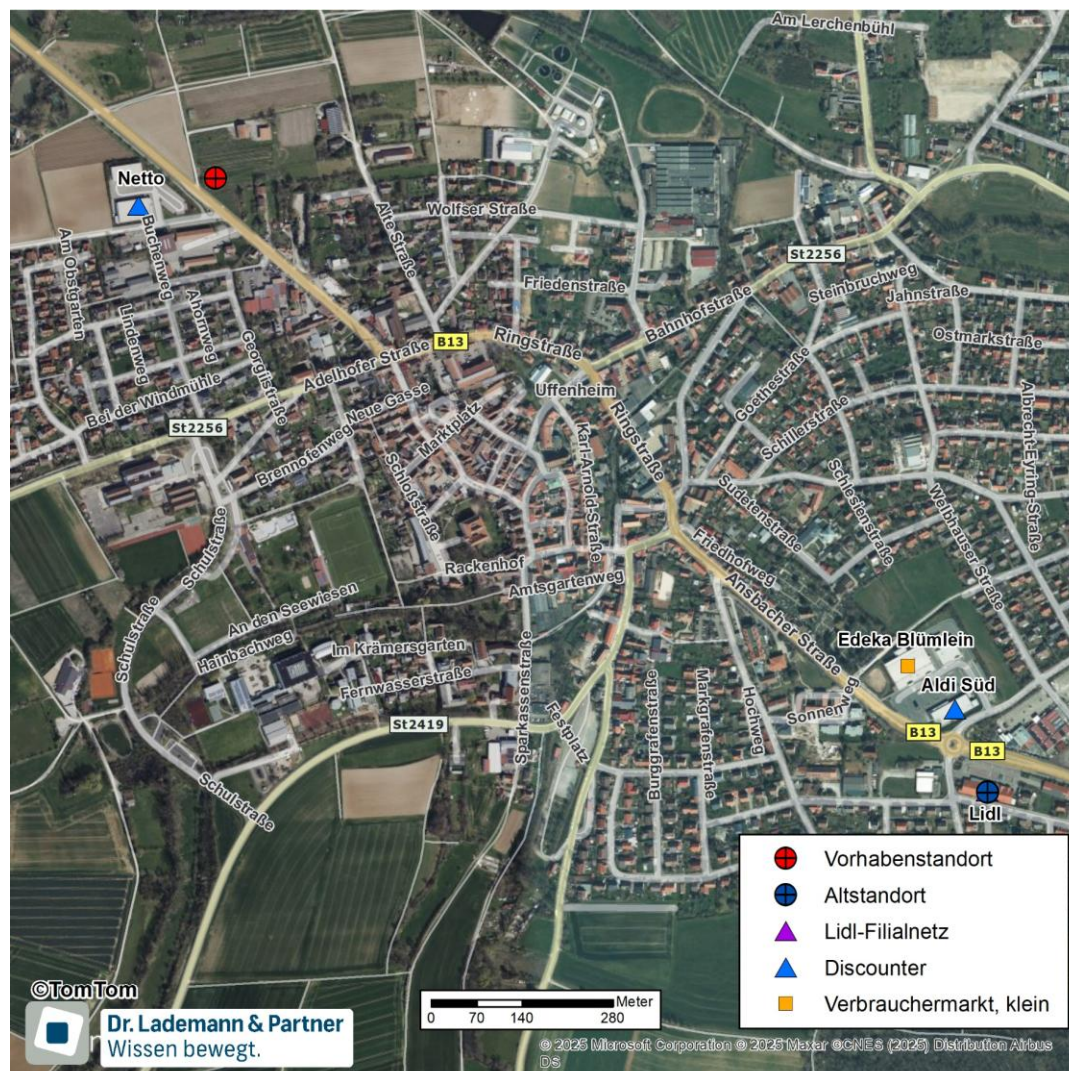 Am Lerchenbühl
Netto
Wolfser Straße
Alte Straße
Am Obstgarten
Buchenweg
St2256
Steinbruchweg
Jahnstraße
Friedenstraße
Bahnhofstraße
Ahornweg
Lindenweg
Georgiistraße
B13
Ringstraße
Ostmarkstraße
Adelhofer Straße
Bei der Windmühle
Neue Gasse
Uffenheim
Goethestraße
Albrecht-Eyring-Straße
Marktplatz
Ringstraße
Schillerstraße
St2256
Brennofenweg
Schloßstraße
Karl-Arnold-Straße
Sudetenstraße
Schlesienstraße
Welbhauser Straße
Schulstraße
Rackenhof
Friedhofweg
Amtsgartenweg
Ansbacher Straße
An den Seewiesen
Schulstraße
Hainbachweg
Im Krämersgarten
Edeka Blümlein
Fernwasserstraße
Aldi Süd
Sparkassenstraße
Burggrafenstraße
Markgrafenstraße
Hochweg
Sonnenweg
St2419
Festplatz
B13
B13
Schulstraße
Lidl
Vorhabenstandort
Altstandort
Lidl-Filialnetz
Discounter
Verbrauchermarkt, klein
©TomTom
Meter
0 70 140 280
Dr. Lademann & Partner
Wissen bewegt.
© 2025 Microsoft Corporation © 2025 Maxar ©CNES (2025) Distribution Airbus
DS